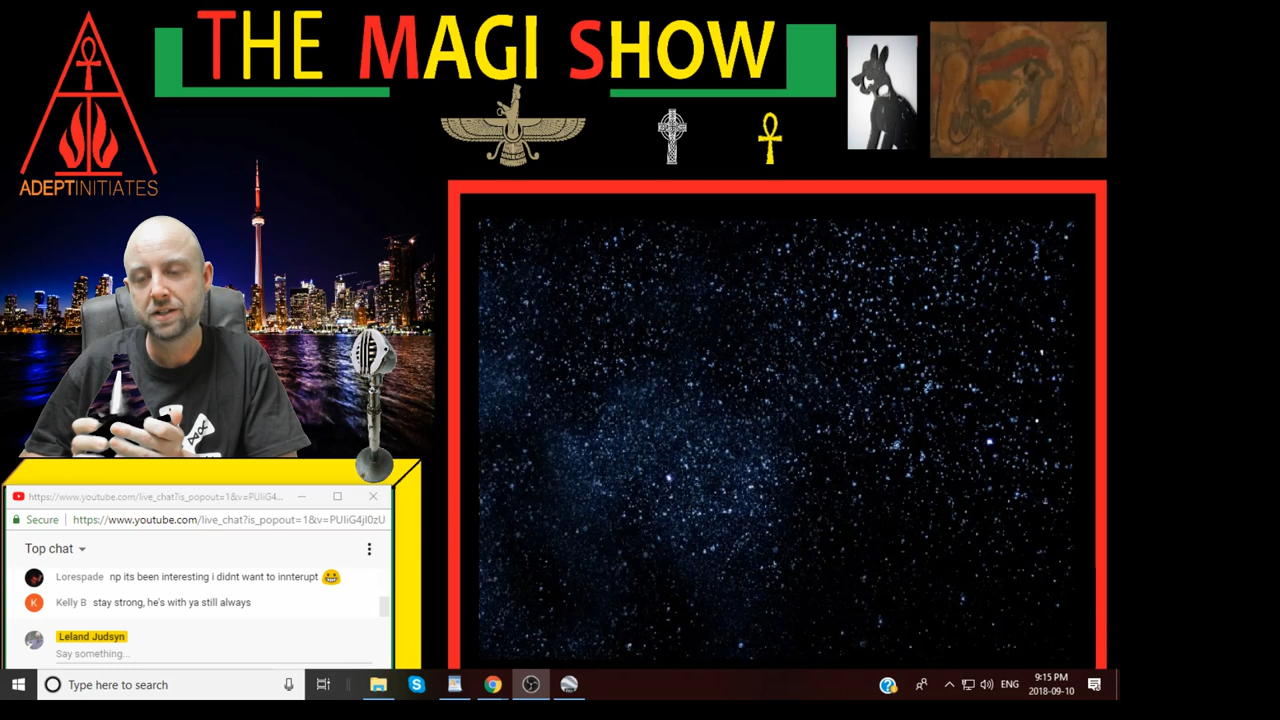 THE MAGI SHOW
ADEPTINITIATES
https://www.youtube.com/live_chat?is_popout=1&v=PUIiG4...
Secure
https://www.youtube.com/live_chat?is_popout=1&v=PUIiG4jI0zU
Top chat
Lorespade np its been interesting i didnt want to innterupt
K Kelly B stay strong, he's with ya still always
Leland Judsyn
Say something...
Type here to search
ENG
9:15 PM
2018-09-10